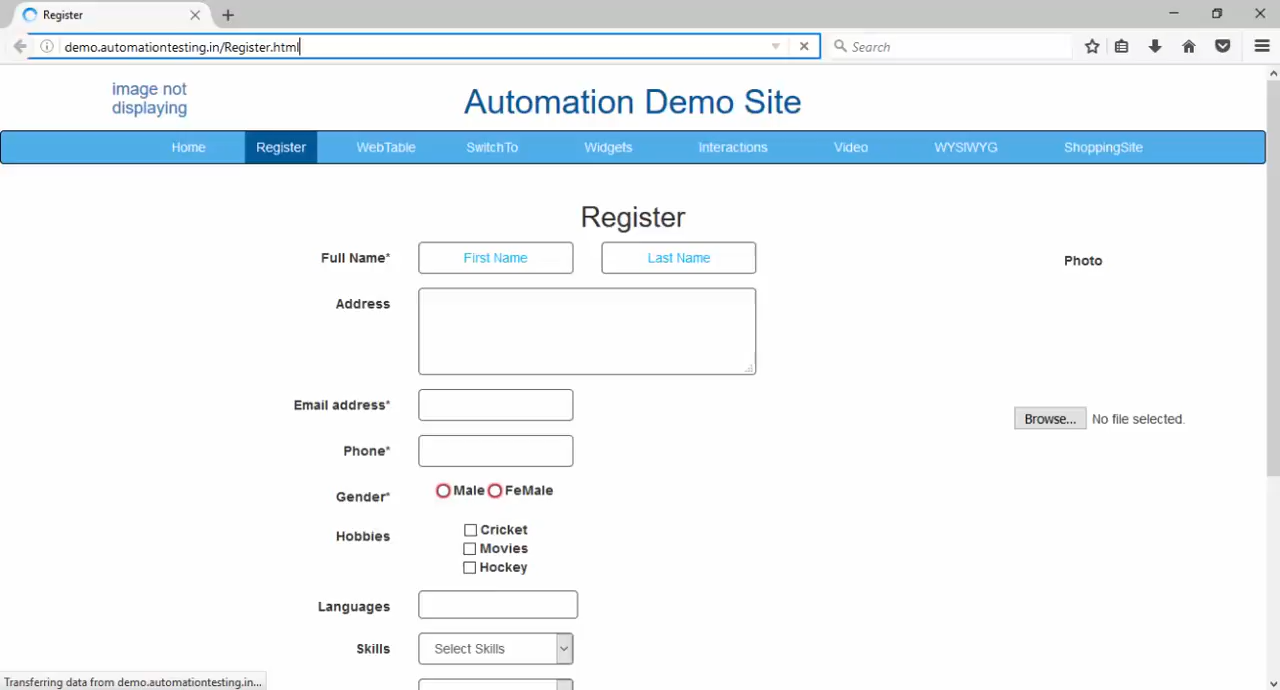 Register
demo.automationtesting.in/Register.html
Search
image not
displaying
Automation Demo Site
Home Register WebTable SwitchTo Widgets Interactions Video WYSIWYG ShoppingSite
Register
Full Name* First Name Last Name
Photo
Address
Email address*
Browse... No file selected.
Phone*
Gender* Male FeMale
Hobbies Cricket
Movies
Hockey
Languages
Skills Select Skills
Transferring data from demo.automationtesting.in...